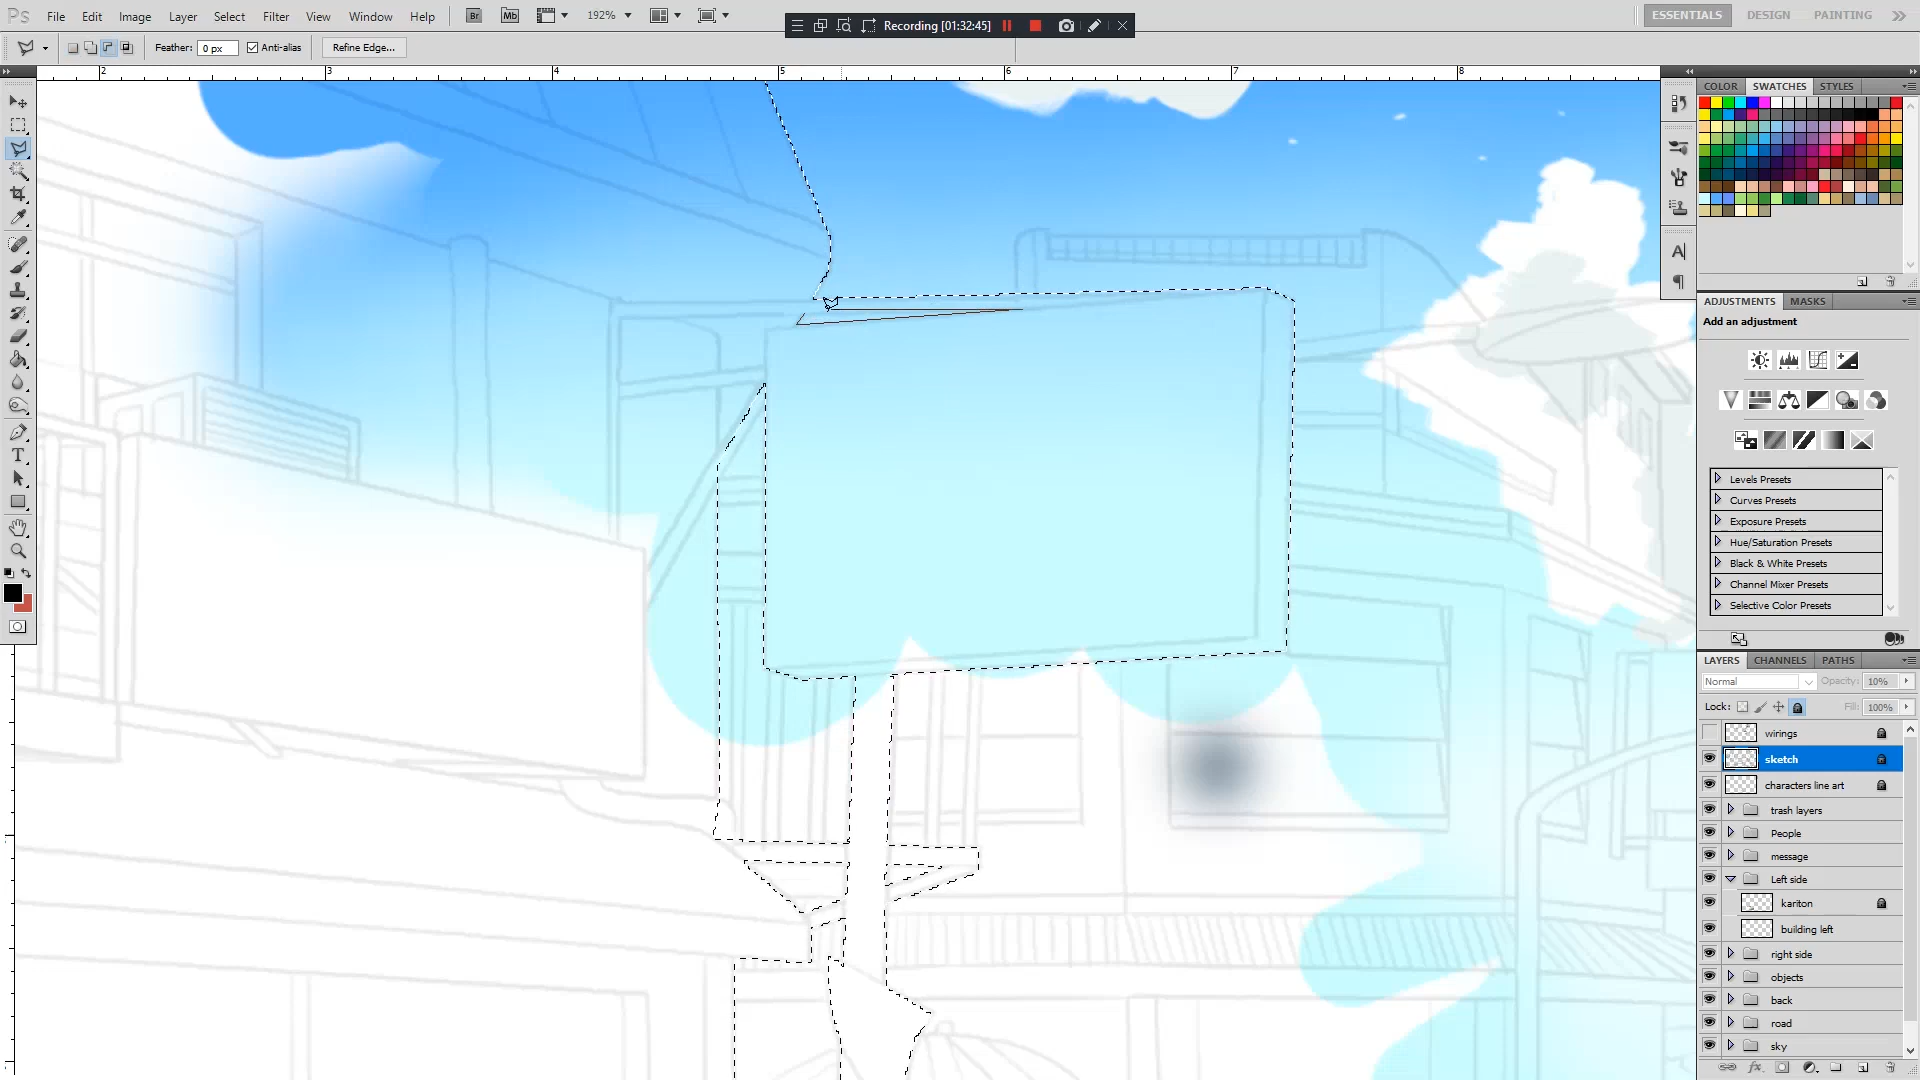 Ps File Edit Image Layer Select Filter View Window Help Br Mb 192% Recording [01:32:45] ESSENTIALS DESIGN PAINTING
Feather: 0 px Anti-alias Refine Edge...
2 3 4 5 6 7 8
COLOR SWATCHES STYLES
ADJUSTMENTS MASKS
Add an adjustment
Levels Presets
Curves Presets
Exposure Presets
Hue/Saturation Presets
Black & White Presets
Channel Mixer Presets
Selective Color Presets
LAYERS CHANNELS PATHS
Normal Opacity: 10%
Lock: Fill: 100%
wirings
sketch
characters line art
trash layers
People
message
Left side
kariton
building left
right side
objects
back
road
sky